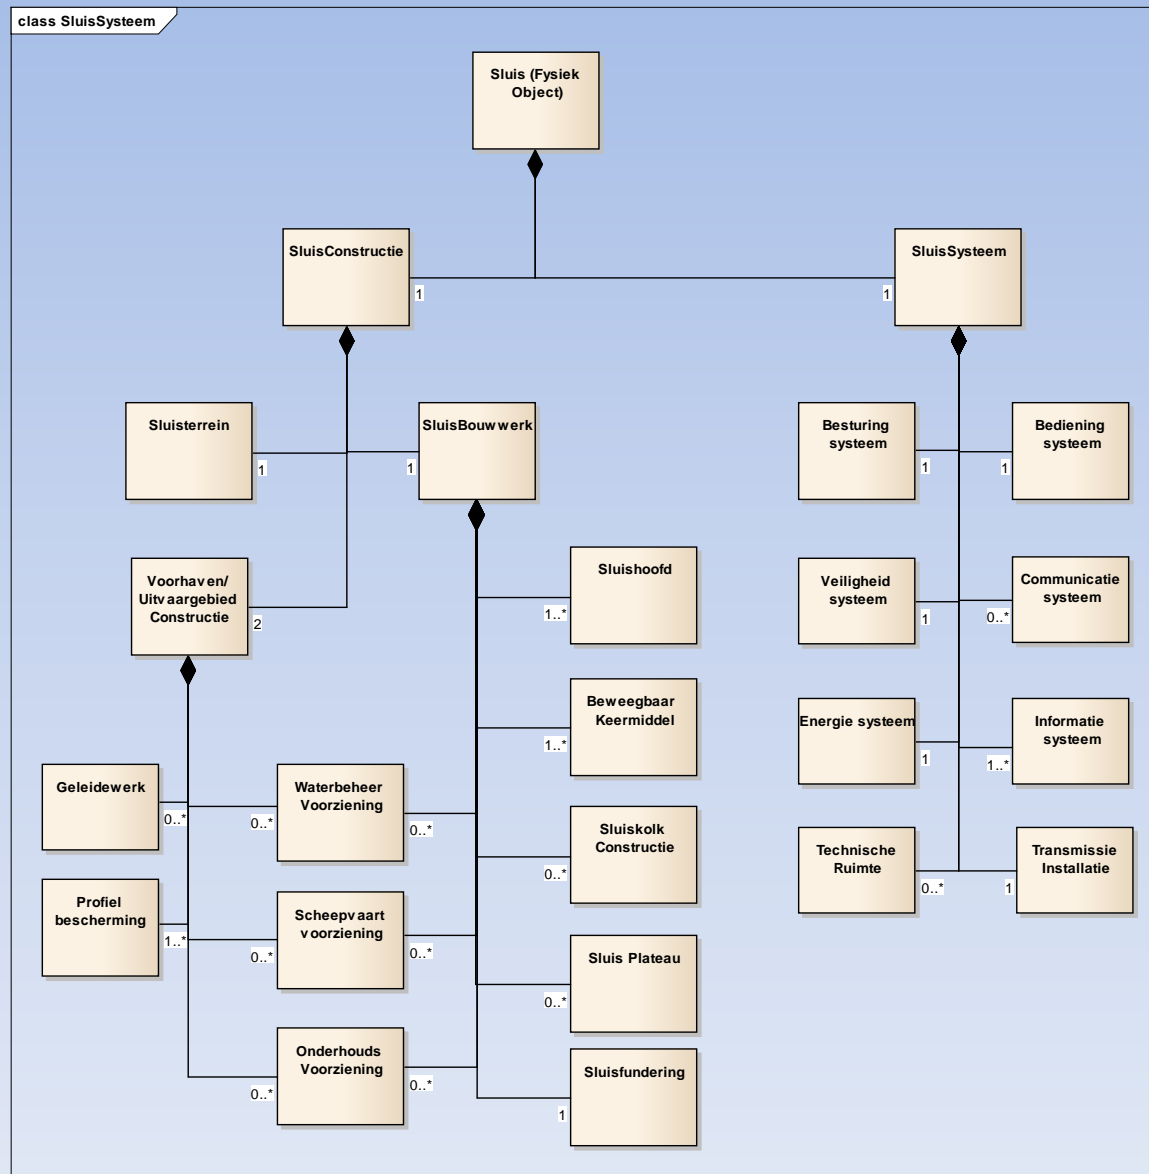 class SluisSysteem
Sluis (Fysiek
Object)
SluisConstructie
1
SluisSysteem
1
Sluisterrein
1
SluisBouwwerk
1
Voorhaven/
Uitvaargebied
Constructie
2
Besturing
systeem
1
Bediening
systeem
1
Veiligheid
systeem
1
Communicatie
systeem
0..*
Energie systeem
1
Informatie
systeem
1..*
Technische
Ruimte
0..*
Transmissie
Installatie
1
Sluishoofd
1..*
Beweegbaar
Keermiddel
1..*
Sluiskolk
Constructie
0..*
Sluis Plateau
0..*
Sluisfundering
1
Geleidewerk
0..*
Profiel
bescherming
1..*
Waterbeheer
Voorziening
0..*
0..*
Scheepvaart
voorziening
0..*
0..*
Onderhouds
Voorziening
0..*
0..*